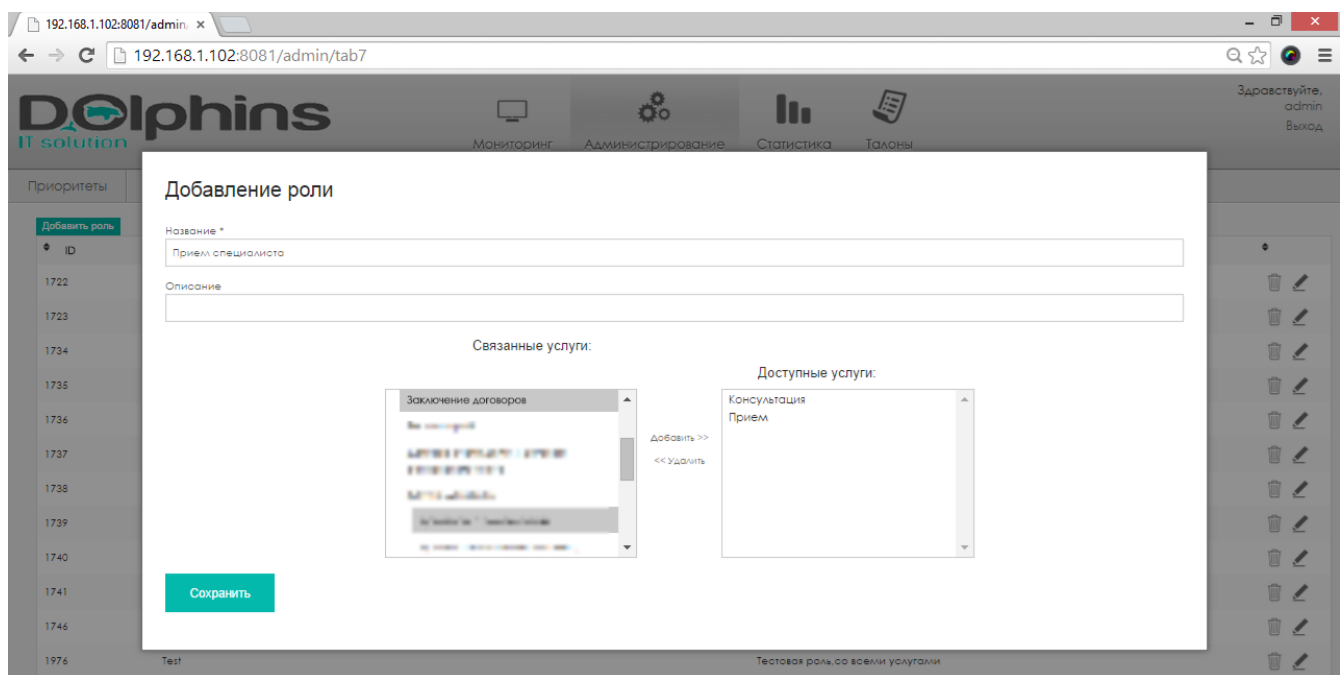 192.168.1.102:8081/admin/
192.168.1.102:8081/admin/tab7
DOlphins
IT solution
Мониторинг
Администрирование
Статистика
Талоны
Здравствуйте,
admin
Выход
Приоритеты
Добавить роль
ID
1722
1723
1734
1735
1736
1737
1738
1739
1740
1741
1746
1976 Test Тестовая роль,со всеми услугами
Добавление роли
Название *
Прием специалиста
Описание
Связанные услуги:
Доступные услуги:
Заключение договоров
Добавить >>
<< Удалить
Консультация
Прием
Сохранить